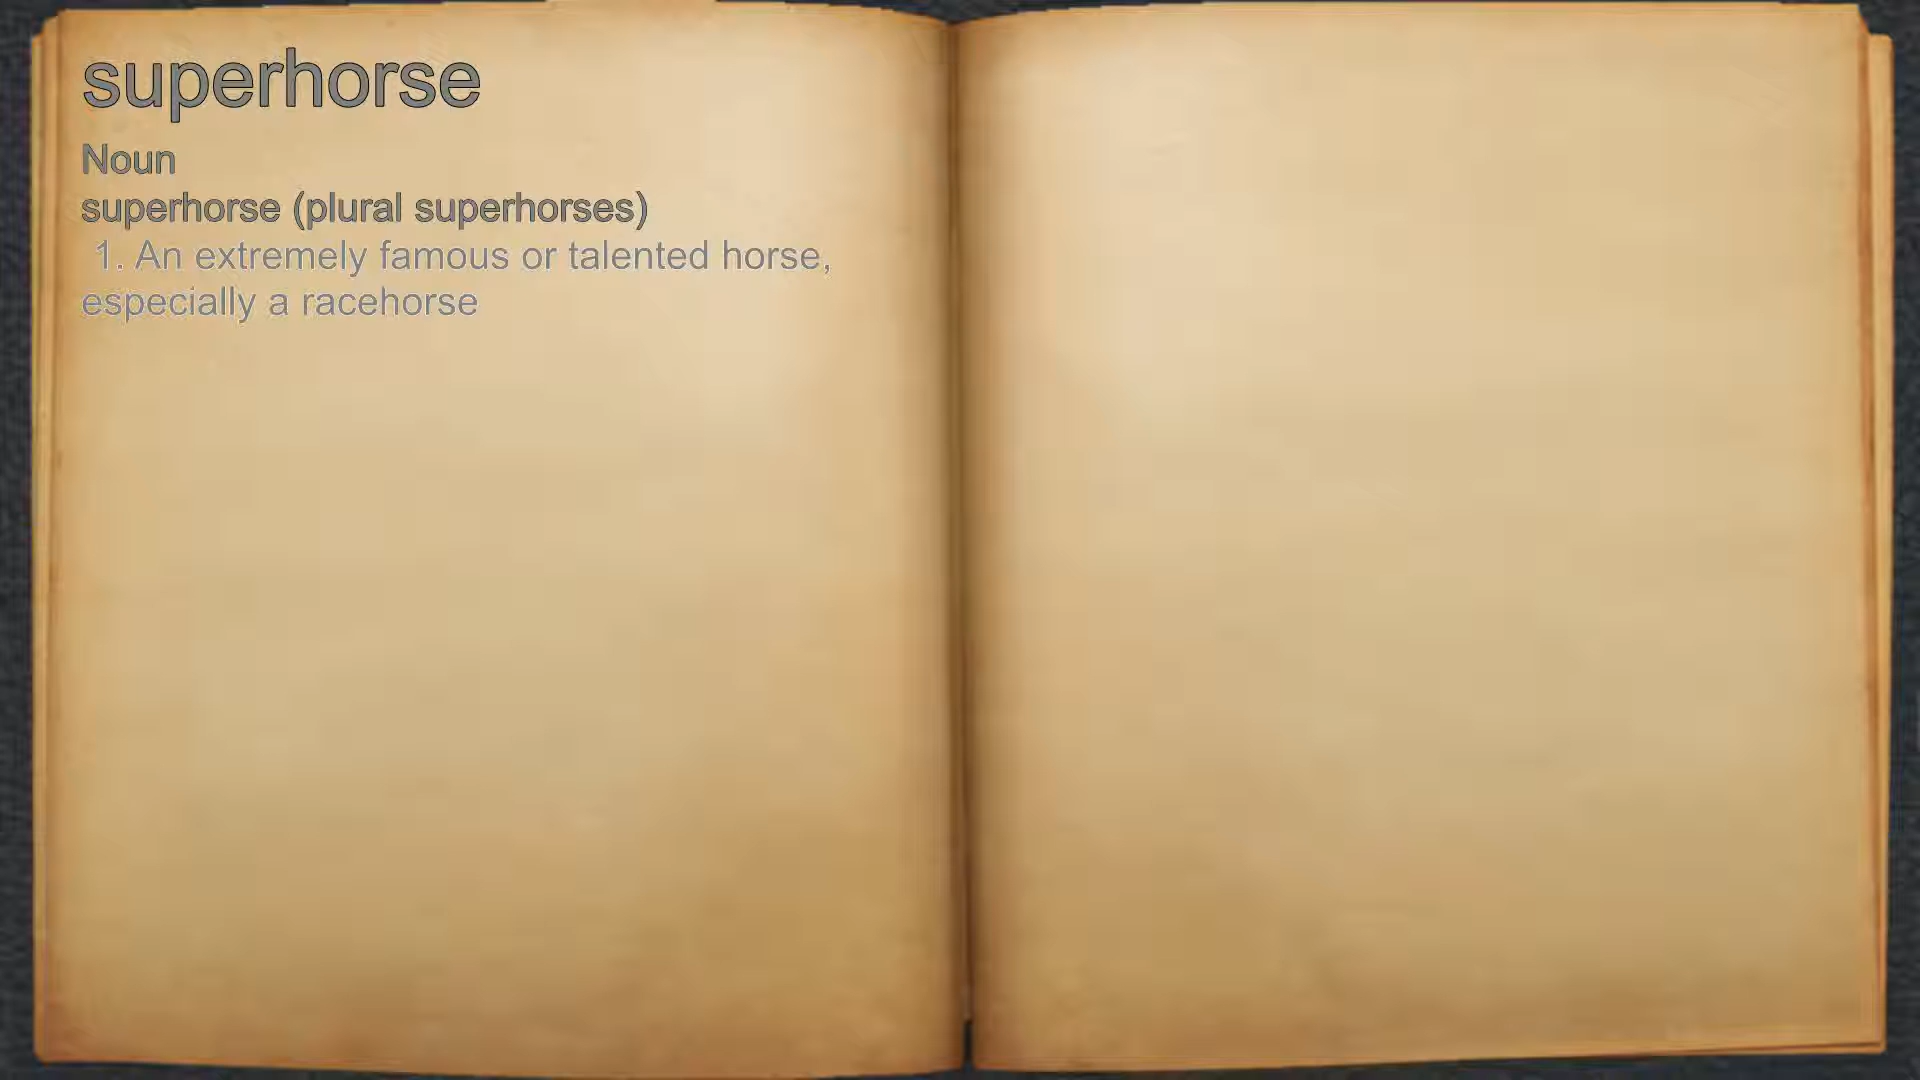 superhorse
Noun
superhorse (plural superhorses)
1. An extremely famous or talented horse,
especially a racehorse